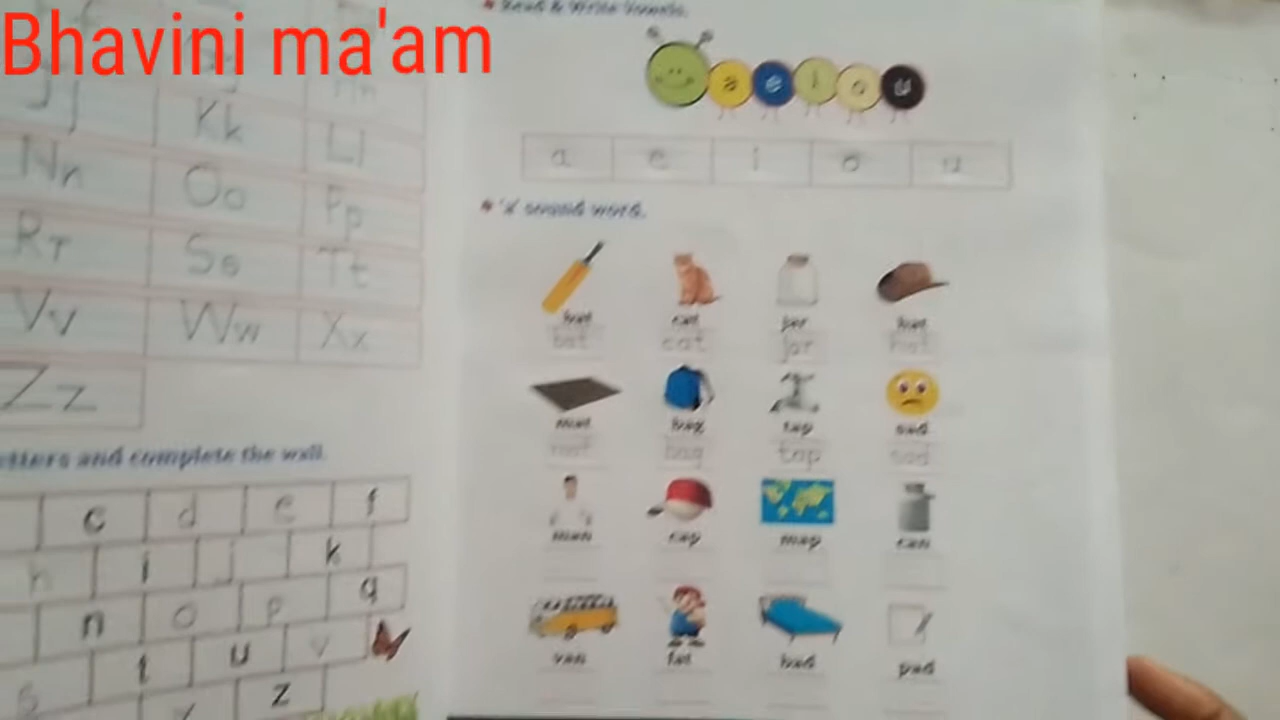 Bhavini ma'am
Jj Kk Ll
Nn Oo Pp
Rr Ss Tt
Vv Ww Xx
Zz
letters and complete the wall.
c d e f
h i j k
n o p q
s t u v
z
Read & Write Vowels.
a e i o u
a e i o u
'a' sound word.
bat cat jar hat
bat cat jar hat
mat bag tap sad
mat bag tap sad
man cap map can
van fat bad pad